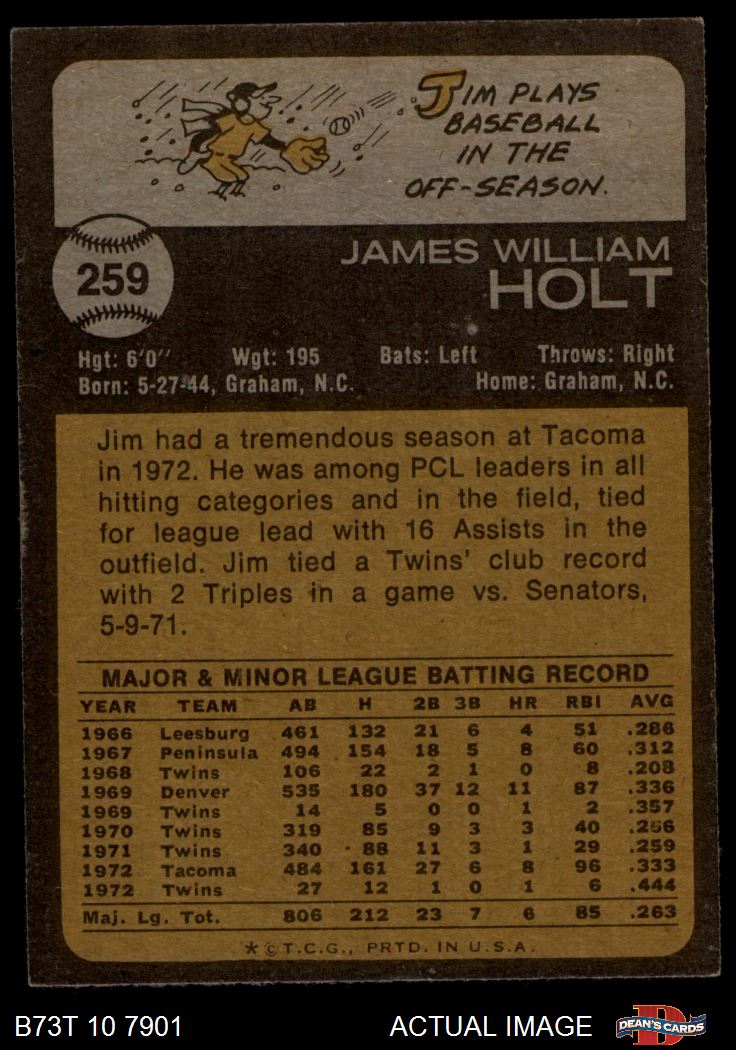 JIM PLAYS
BASEBALL
IN THE
OFF-SEASON.
259
JAMES WILLIAM
HOLT
Hgt: 6'0" Wgt: 195 Bats: Left Throws: Right
Born: 5-27-44, Graham, N.C. Home: Graham, N.C.
Jim had a tremendous season at Tacoma
in 1972. He was among PCL leaders in all
hitting categories and in the field, tied
for league lead with 16 Assists in the
outfield. Jim tied a Twins' club record
with 2 Triples in a game vs. Senators,
5-9-71.
MAJOR & MINOR LEAGUE BATTING RECORD
YEAR TEAM AB H 2B 3B HR RBI AVG
1966 Leesburg 461 132 21 6 4 51 .286
1967 Peninsula 494 154 18 5 8 60 .312
1968 Twins 106 22 2 1 0 8 .208
1969 Denver 535 180 37 12 11 87 .336
1969 Twins 14 5 0 0 1 2 .357
1970 Twins 319 85 9 3 3 40 .266
1971 Twins 340 88 11 3 1 29 .259
1972 Tacoma 484 161 27 6 8 96 .333
1972 Twins 27 12 1 0 1 6 .444
Maj. Lg. Tot. 806 212 23 7 6 85 .263
* © T.C.G., PRTD. IN U.S.A.
B73T 10 7901 ACTUAL IMAGE D DEAN'S CARDS